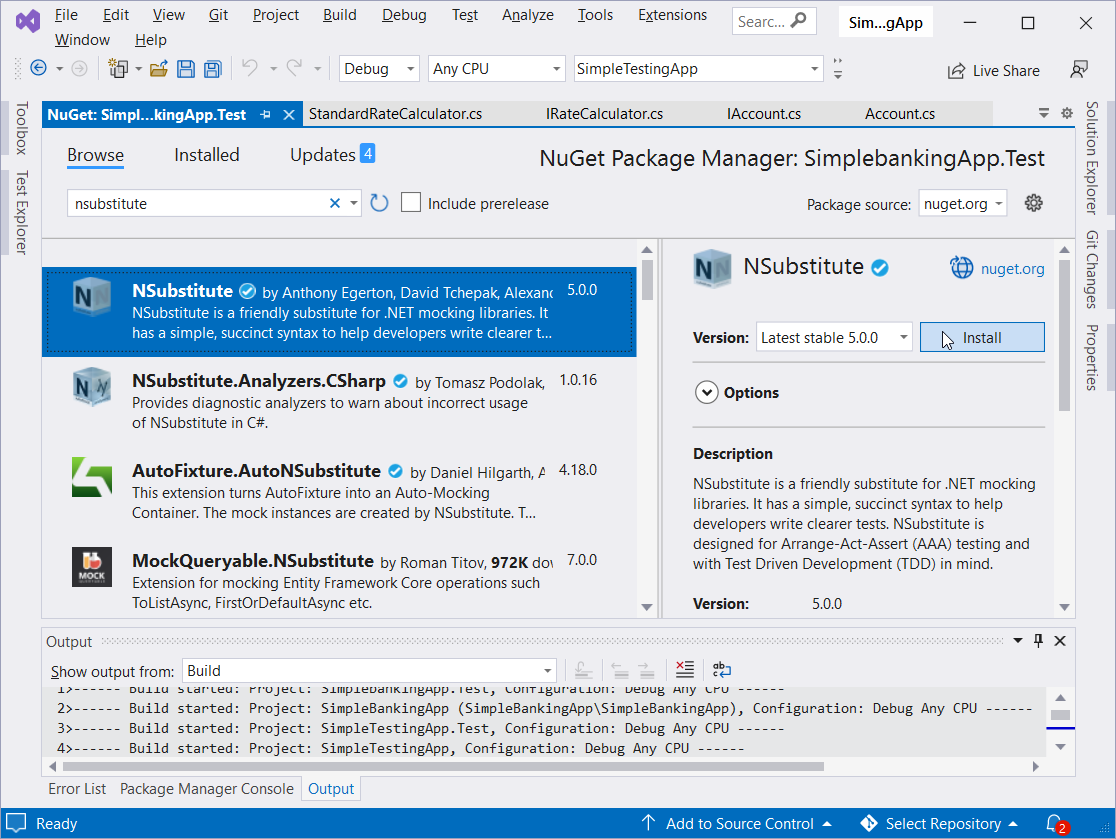 File Edit View Git Project Build Debug Test Analyze Tools Extensions Searc... Sim...gApp
Window Help
Debug Any CPU SimpleTestingApp Live Share
Toolbox
Test Explorer
NuGet: Simpl...kingApp.Test StandardRateCalculator.cs IRateCalculator.cs IAccount.cs Account.cs
Browse Installed Updates 4 NuGet Package Manager: SimplebankingApp.Test
nsubstitute Include prerelease Package source: nuget.org
NSubstitute by Anthony Egerton, David Tchepak, Alexand 5.0.0
NSubstitute is a friendly substitute for .NET mocking libraries. It
has a simple, succinct syntax to help developers write clearer t...
NSubstitute.Analyzers.CSharp by Tomasz Podolak, 1.0.16
Provides diagnostic analyzers to warn about incorrect usage
of NSubstitute in C#.
AutoFixture.AutoNSubstitute by Daniel Hilgarth, A 4.18.0
This extension turns AutoFixture into an Auto-Mocking
Container. The mock instances are created by NSubstitute. T...
MOCK
MockQueryable.NSubstitute by Roman Titov, 972K dov 7.0.0
Extension for mocking Entity Framework Core operations such
ToListAsync, FirstOrDefaultAsync etc.
NSubstitute nuget.org
Version: Latest stable 5.0.0 Install
Options
Description
NSubstitute is a friendly substitute for .NET mocking
libraries. It has a simple, succinct syntax to help
developers write clearer tests. NSubstitute is
designed for Arrange-Act-Assert (AAA) testing and
with Test Driven Development (TDD) in mind.
Version: 5.0.0
Solution Explorer
Git Changes
Properties
Output
Show output from: Build
1>------ Build started: Project: SimplebankingApp.Test, Configuration: Debug Any CPU ------
2>------ Build started: Project: SimpleBankingApp (SimpleBankingApp\SimpleBankingApp), Configuration: Debug Any CPU ------
3>------ Build started: Project: SimpleTestingApp.Test, Configuration: Debug Any CPU ------
4>------ Build started: Project: SimpleTestingApp, Configuration: Debug Any CPU ------
Error List Package Manager Console Output
Ready Add to Source Control Select Repository 2